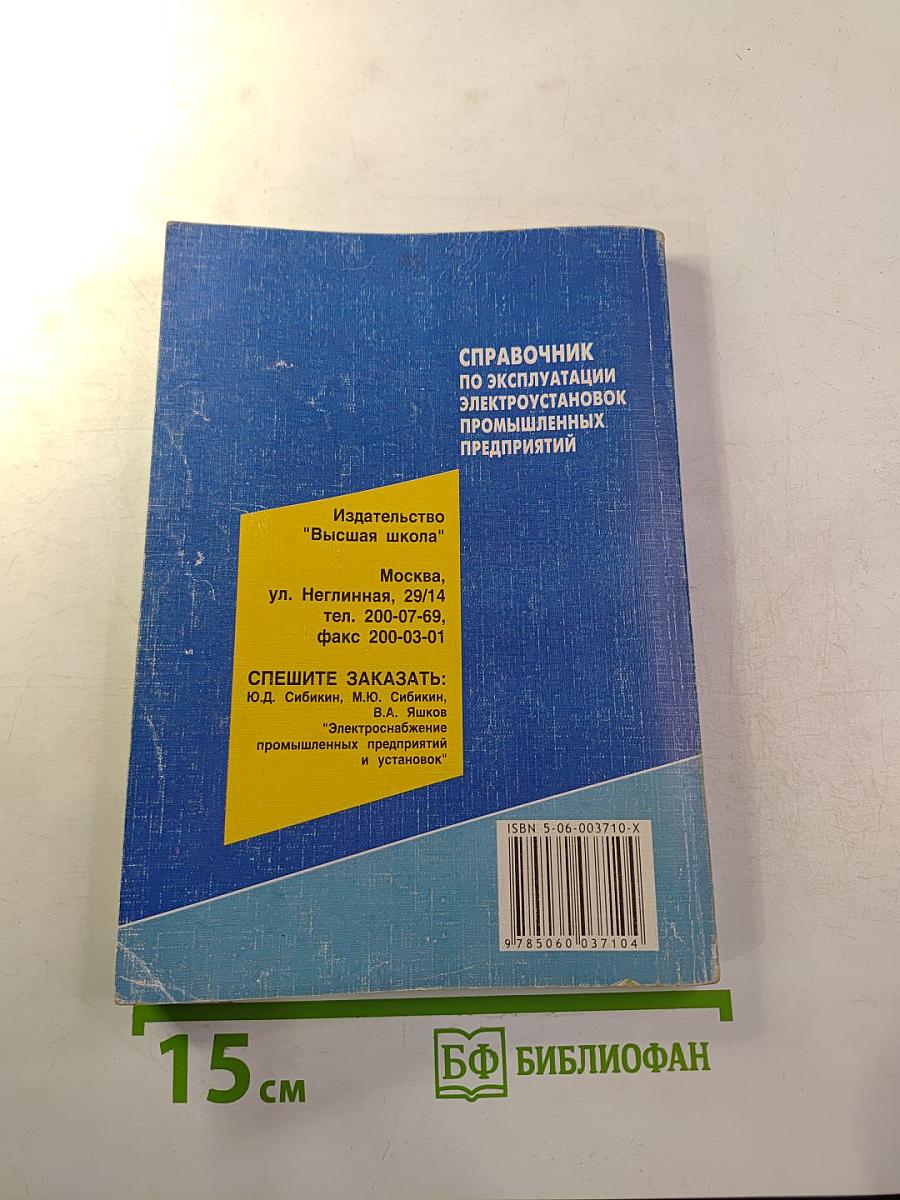 СПРАВОЧНИК
ПО ЭКСПЛУАТАЦИИ
ЭЛЕКТРОУСТАНОВОК
ПРОМЫШЛЕННЫХ
ПРЕДПРИЯТИЙ
Издательство
"Высшая школа"
Москва,
ул. Неглинная, 29/14
тел. 200-07-69,
факс 200-03-01
СПЕШИТЕ ЗАКАЗАТЬ:
Ю.Д. Сибикин, М.Ю. Сибикин,
В.А. Яшков
"Электроснабжение
промышленных предприятий
и установок"
ISBN 5-06-003710-X
9 785060 037104
15 см
БФ БИБЛИОФАН